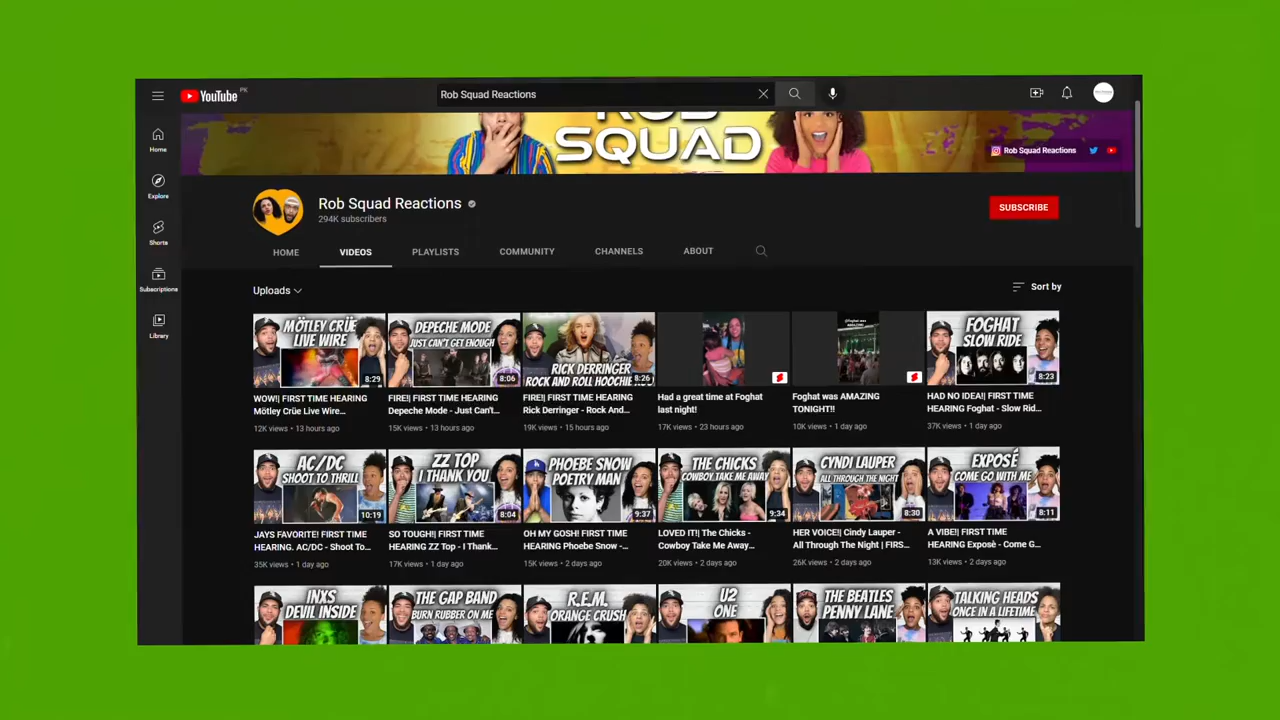 YouTube PK
Rob Squad Reactions
SQUAD
Rob Squad Reactions
Home
Explore
Shorts
Subscriptions
Library
Rob Squad Reactions
294K subscribers
SUBSCRIBE
HOME
VIDEOS
PLAYLISTS
COMMUNITY
CHANNELS
ABOUT
Uploads
Sort by
MÖTLEY CRÜE
LIVE WIRE
8:29
WOW!| FIRST TIME HEARING
Mötley Crüe Live Wire...
12K views • 13 hours ago
DEPECHE MODE
JUST CAN'T GET ENOUGH
8:06
FIRE!| FIRST TIME HEARING
Depeche Mode - Just Can't...
15K views • 13 hours ago
RICK DERRINGER
ROCK AND ROLL HOOCHIE
8:26
FIRE!| FIRST TIME HEARING
Rick Derringer - Rock And...
19K views • 15 hours ago
Had a great time at Foghat
last night!
17K views • 23 hours ago
@foghat was
Foghat was AMAZING
TONIGHT!!
10K views • 1 day ago
FOGHAT
SLOW RIDE
8:23
HAD NO IDEA!| FIRST TIME
HEARING Foghat - Slow Rid...
37K views • 1 day ago
AC/DC
SHOOT TO THRILL
10:19
JAYS FAVORITE! FIRST TIME
HEARING. AC/DC - Shoot To...
35K views • 1 day ago
ZZ TOP
I THANK YOU
8:04
SO TOUGH!! FIRST TIME
HEARING ZZ Top - I Thank...
17K views • 1 day ago
PHOEBE SNOW
POETRY MAN
9:37
OH MY GOSH! FIRST TIME
HEARING Phoebe Snow -...
15K views • 2 days ago
THE CHICKS
COWBOY TAKE ME AWAY
9:34
LOVED IT!| The Chicks -
Cowboy Take Me Away...
20K views • 2 days ago
CYNDI LAUPER
ALL THROUGH THE NIGHT
8:30
HER VOICE!| Cindy Lauper -
All Through The Night | FIRS...
26K views • 2 days ago
EXPOSÉ
COME GO WITH ME
8:11
A VIBE!| FIRST TIME
HEARING Exposè - Come G...
13K views • 2 days ago
INXS
DEVIL INSIDE
THE GAP BAND
BURN RUBBER ON ME
R.E.M.
ORANGE CRUSH
U2
ONE
THE BEATLES
PENNY LANE
TALKING HEADS
ONCE IN A LIFETIME